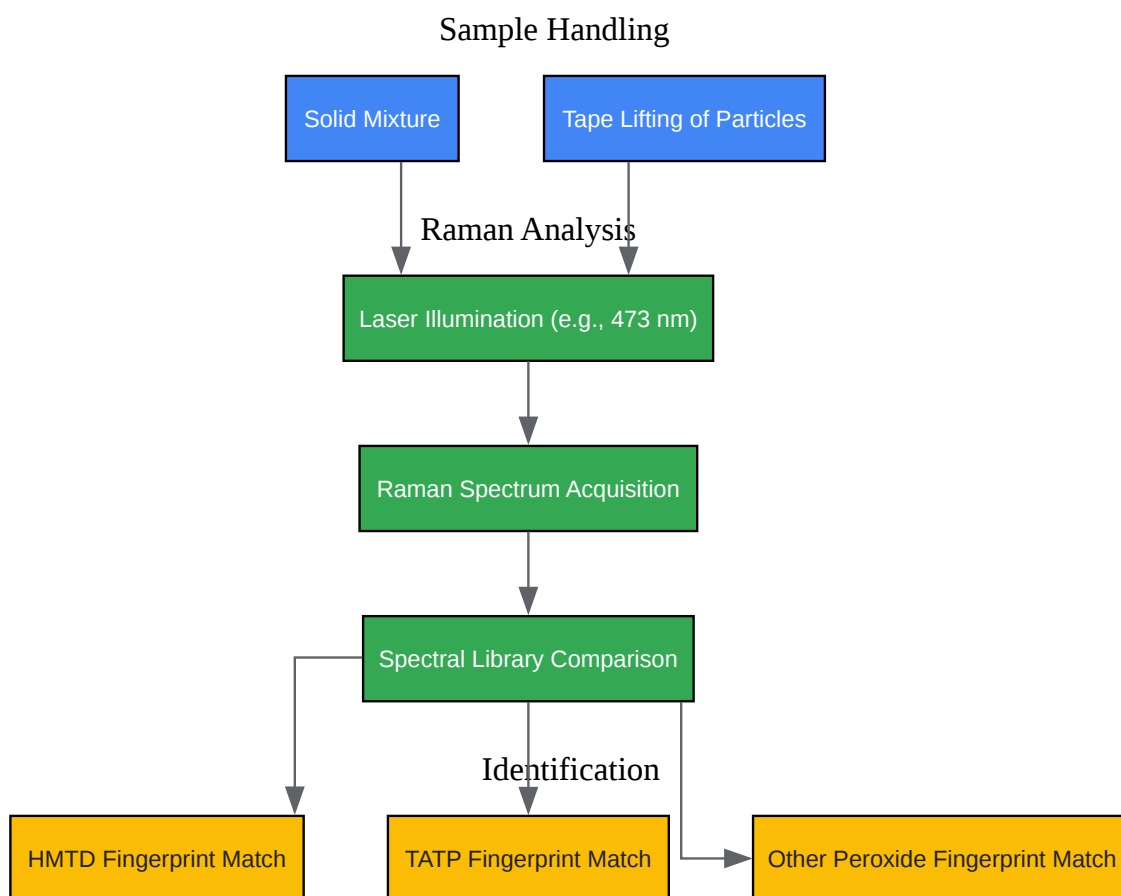 Sample Handling
Solid Mixture
Tape Lifting of Particles
Raman Analysis
Laser Illumination (e.g., 473 nm)
Raman Spectrum Acquisition
Spectral Library Comparison
Identification
HMTD Fingerprint Match
TATP Fingerprint Match
Other Peroxide Fingerprint Match